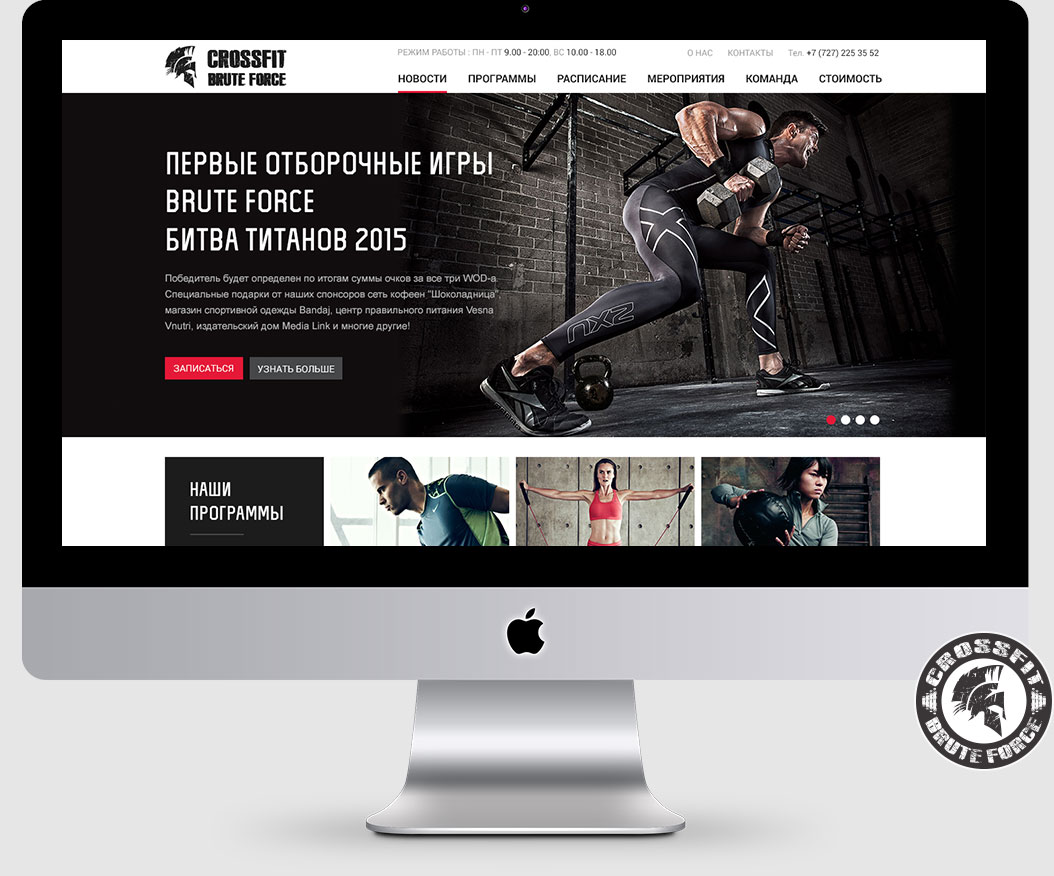 CROSSFIT
BRUTE FORCE
РЕЖИМ РАБОТЫ : ПН - ПТ 9.00 - 20:00, ВС 10.00 - 18.00
О НАС КОНТАКТЫ Тел. +7 (727) 225 35 52
НОВОСТИ ПРОГРАММЫ РАСПИСАНИЕ МЕРОПРИЯТИЯ КОМАНДА СТОИМОСТЬ
ПЕРВЫЕ ОТБОРОЧНЫЕ ИГРЫ
BRUTE FORCE
БИТВА ТИТАНОВ 2015
Победитель будет определен по итогам суммы очков за все три WOD-а
Специальные подарки от наших спонсоров сеть кофеен "Шоколадница",
магазин спортивной одежды Bandaj, центр правильного питания Vesna
Vnutri, издательский дом Media Link и многие другие!
ЗАПИСАТЬСЯ УЗНАТЬ БОЛЬШЕ
2XU
НАШИ
ПРОГРАММЫ
CROSSFIT
BRUTE FORCE